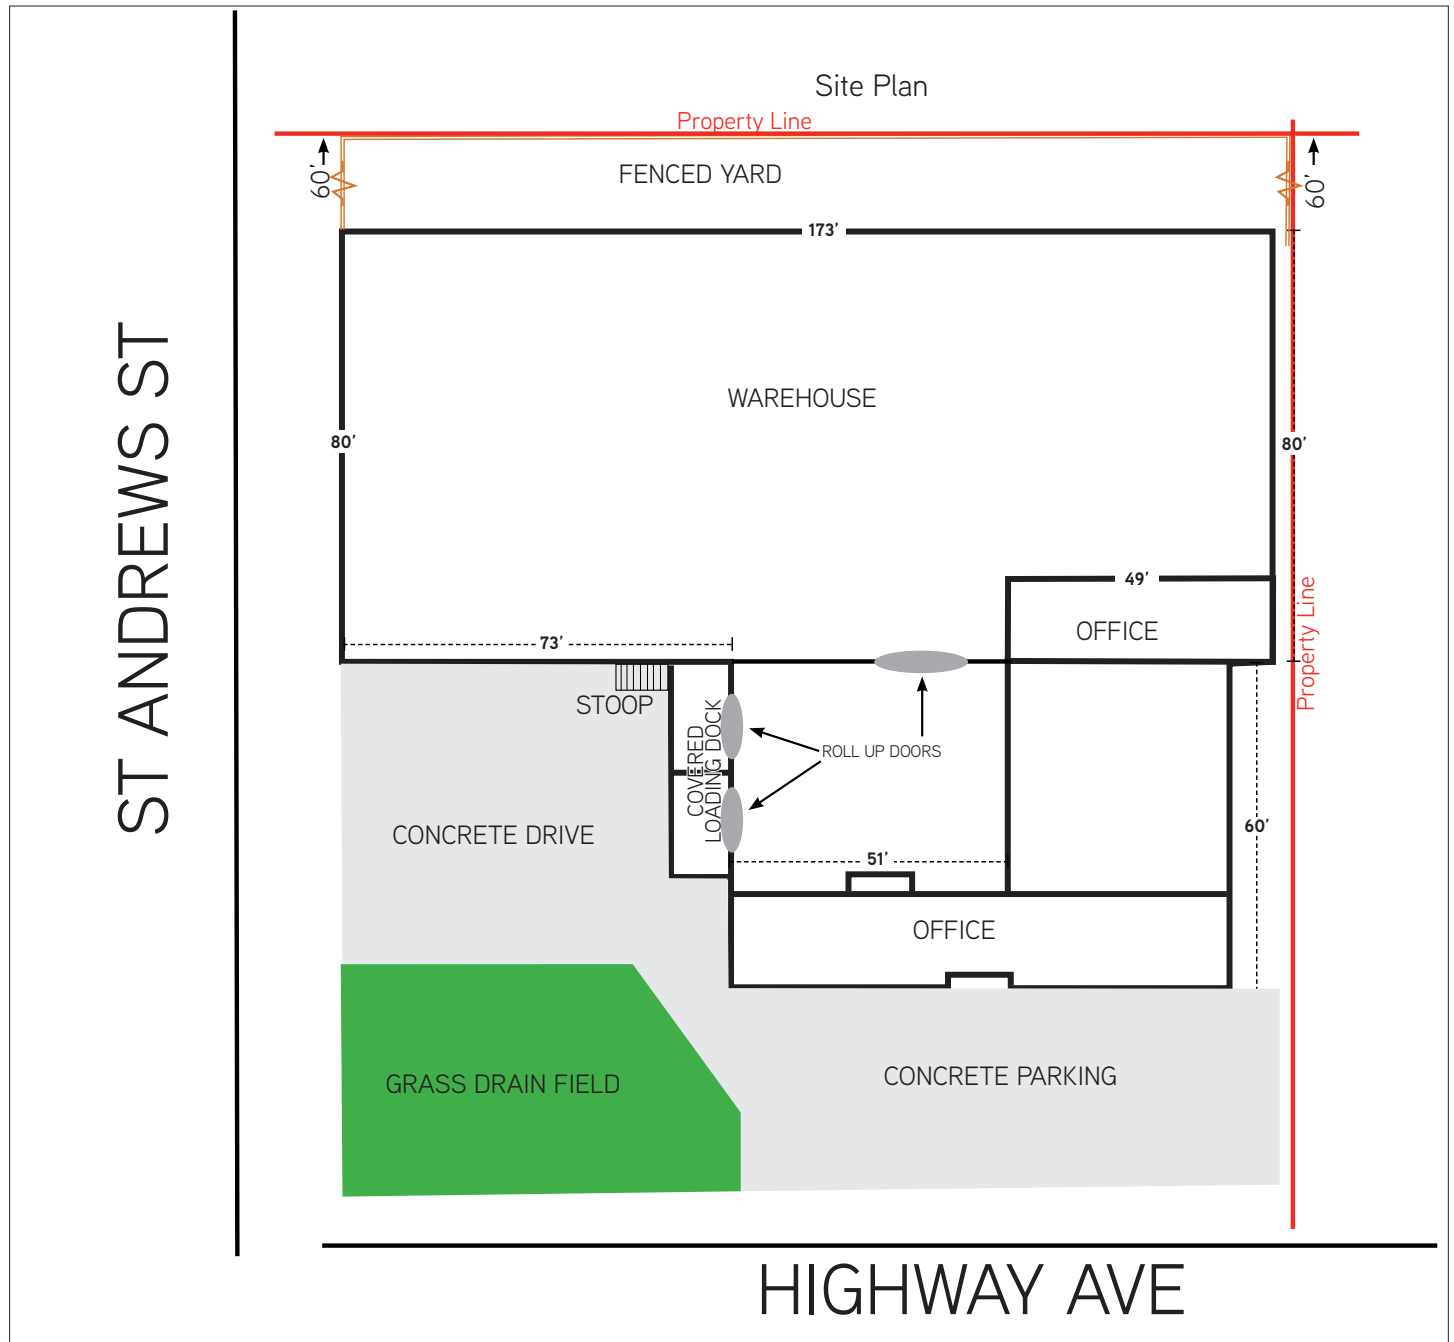 Site Plan
Property Line
60'
FENCED YARD
60'
173'
ST ANDREWS ST
WAREHOUSE
80'
80'
49'
OFFICE
Property Line
73'
STOOP
COVERED
LOADING DOCK
ROLL UP DOORS
CONCRETE DRIVE
60'
51'
OFFICE
GRASS DRAIN FIELD
CONCRETE PARKING
HIGHWAY AVE